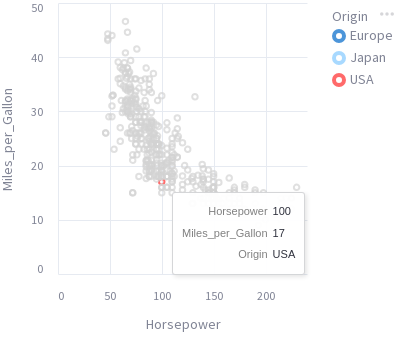 Origin
Europe
Japan
USA
Miles_per_Gallon
50
40
30
20
10
0
Horsepower 100
Miles_per_Gallon 17
Origin USA
0 50 100 150 200
Horsepower